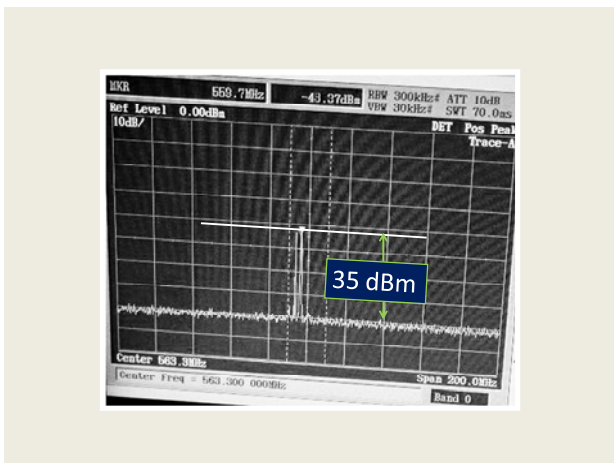 MKR 559.7MHz -43.37dBm RBW 300kHz# ATT 10dB
VBW 30kHz# SWT 70.0ms
Ref Level 0.00dBm
10dB/ DET Pos Peak
Trace-A
35 dBm
Center 563.3MHz Span 200.0MHz
Center Freq = 563.300 000MHz
Band 0